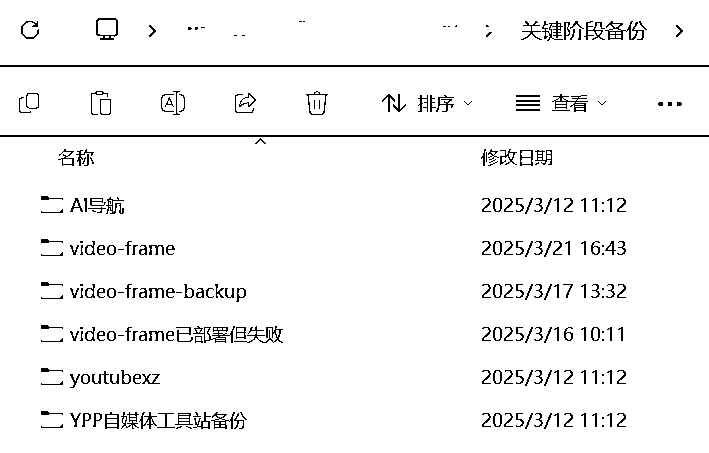 关键阶段备份
排序 查看
名称 修改日期
AI导航 2025/3/12 11:12
video-frame 2025/3/21 16:43
video-frame-backup 2025/3/17 13:32
video-frame已部署但失败 2025/3/16 10:11
youtubexz 2025/3/12 11:12
YPP自媒体工具站备份 2025/3/12 11:12